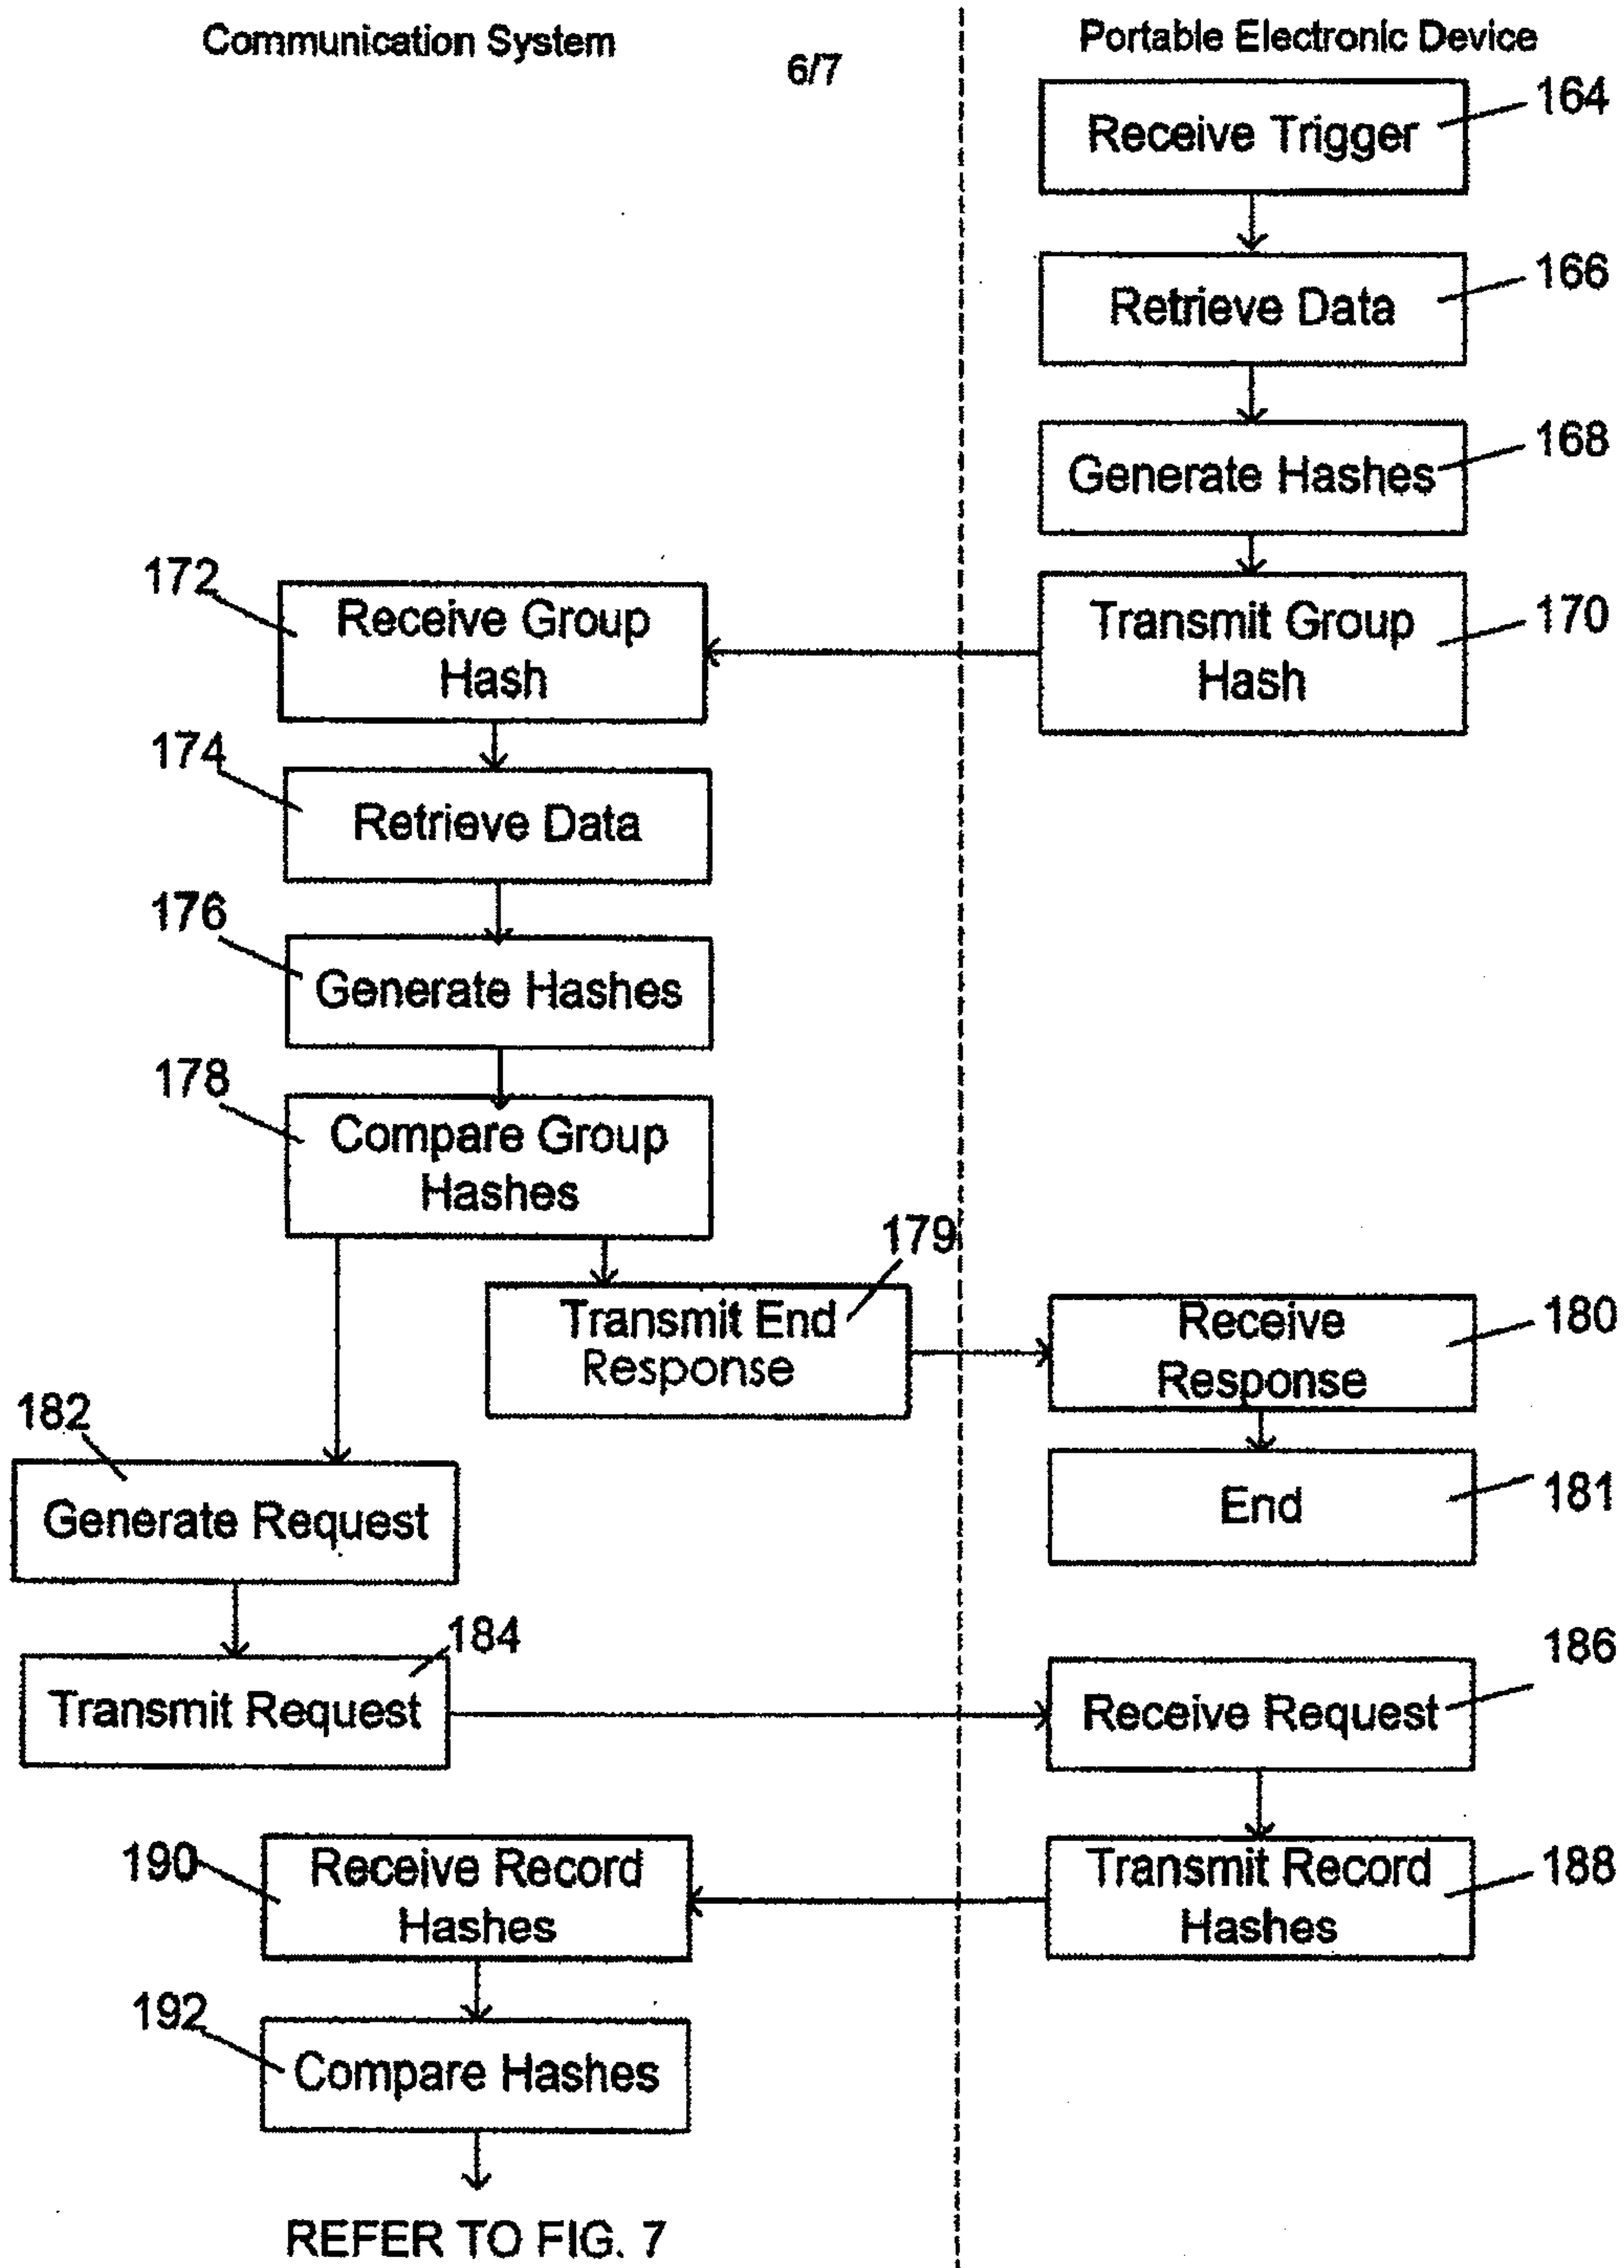 Communication System
6/7
Portable Electronic Device
164
Receive Trigger
166
Retrieve Data
168
Generate Hashes
172
Receive Group
Hash
Transmit Group
Hash
170
174
Retrieve Data
176
Generate Hashes
178
Compare Group
Hashes
179
Transmit End
Response
Receive
Response
180
182
Generate Request
End
181
184
Transmit Request
186
Receive Request
190
Receive Record
Hashes
Transmit Record
Hashes
188
192
Compare Hashes
REFER TO FIG. 7